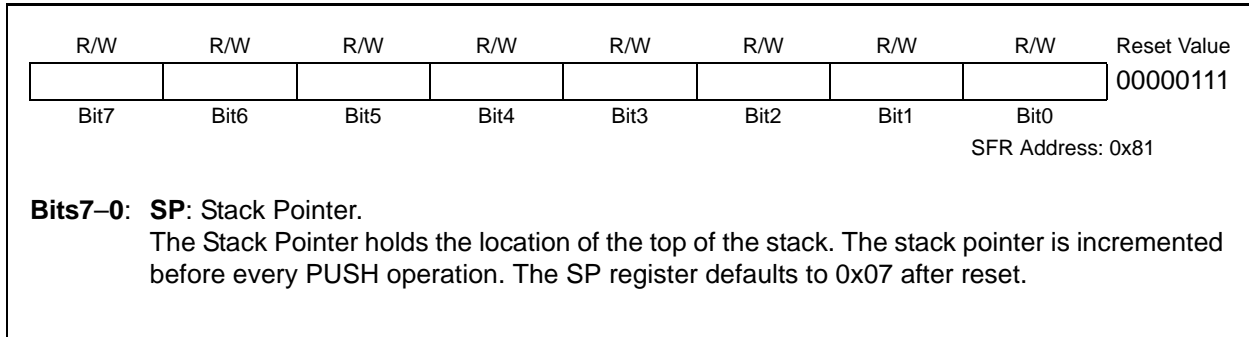 R/W R/W R/W R/W R/W R/W R/W R/W Reset Value
00000111
Bit7 Bit6 Bit5 Bit4 Bit3 Bit2 Bit1 Bit0
SFR Address: 0x81
Bits7–0: SP: Stack Pointer.
The Stack Pointer holds the location of the top of the stack. The stack pointer is incremented
before every PUSH operation. The SP register defaults to 0x07 after reset.